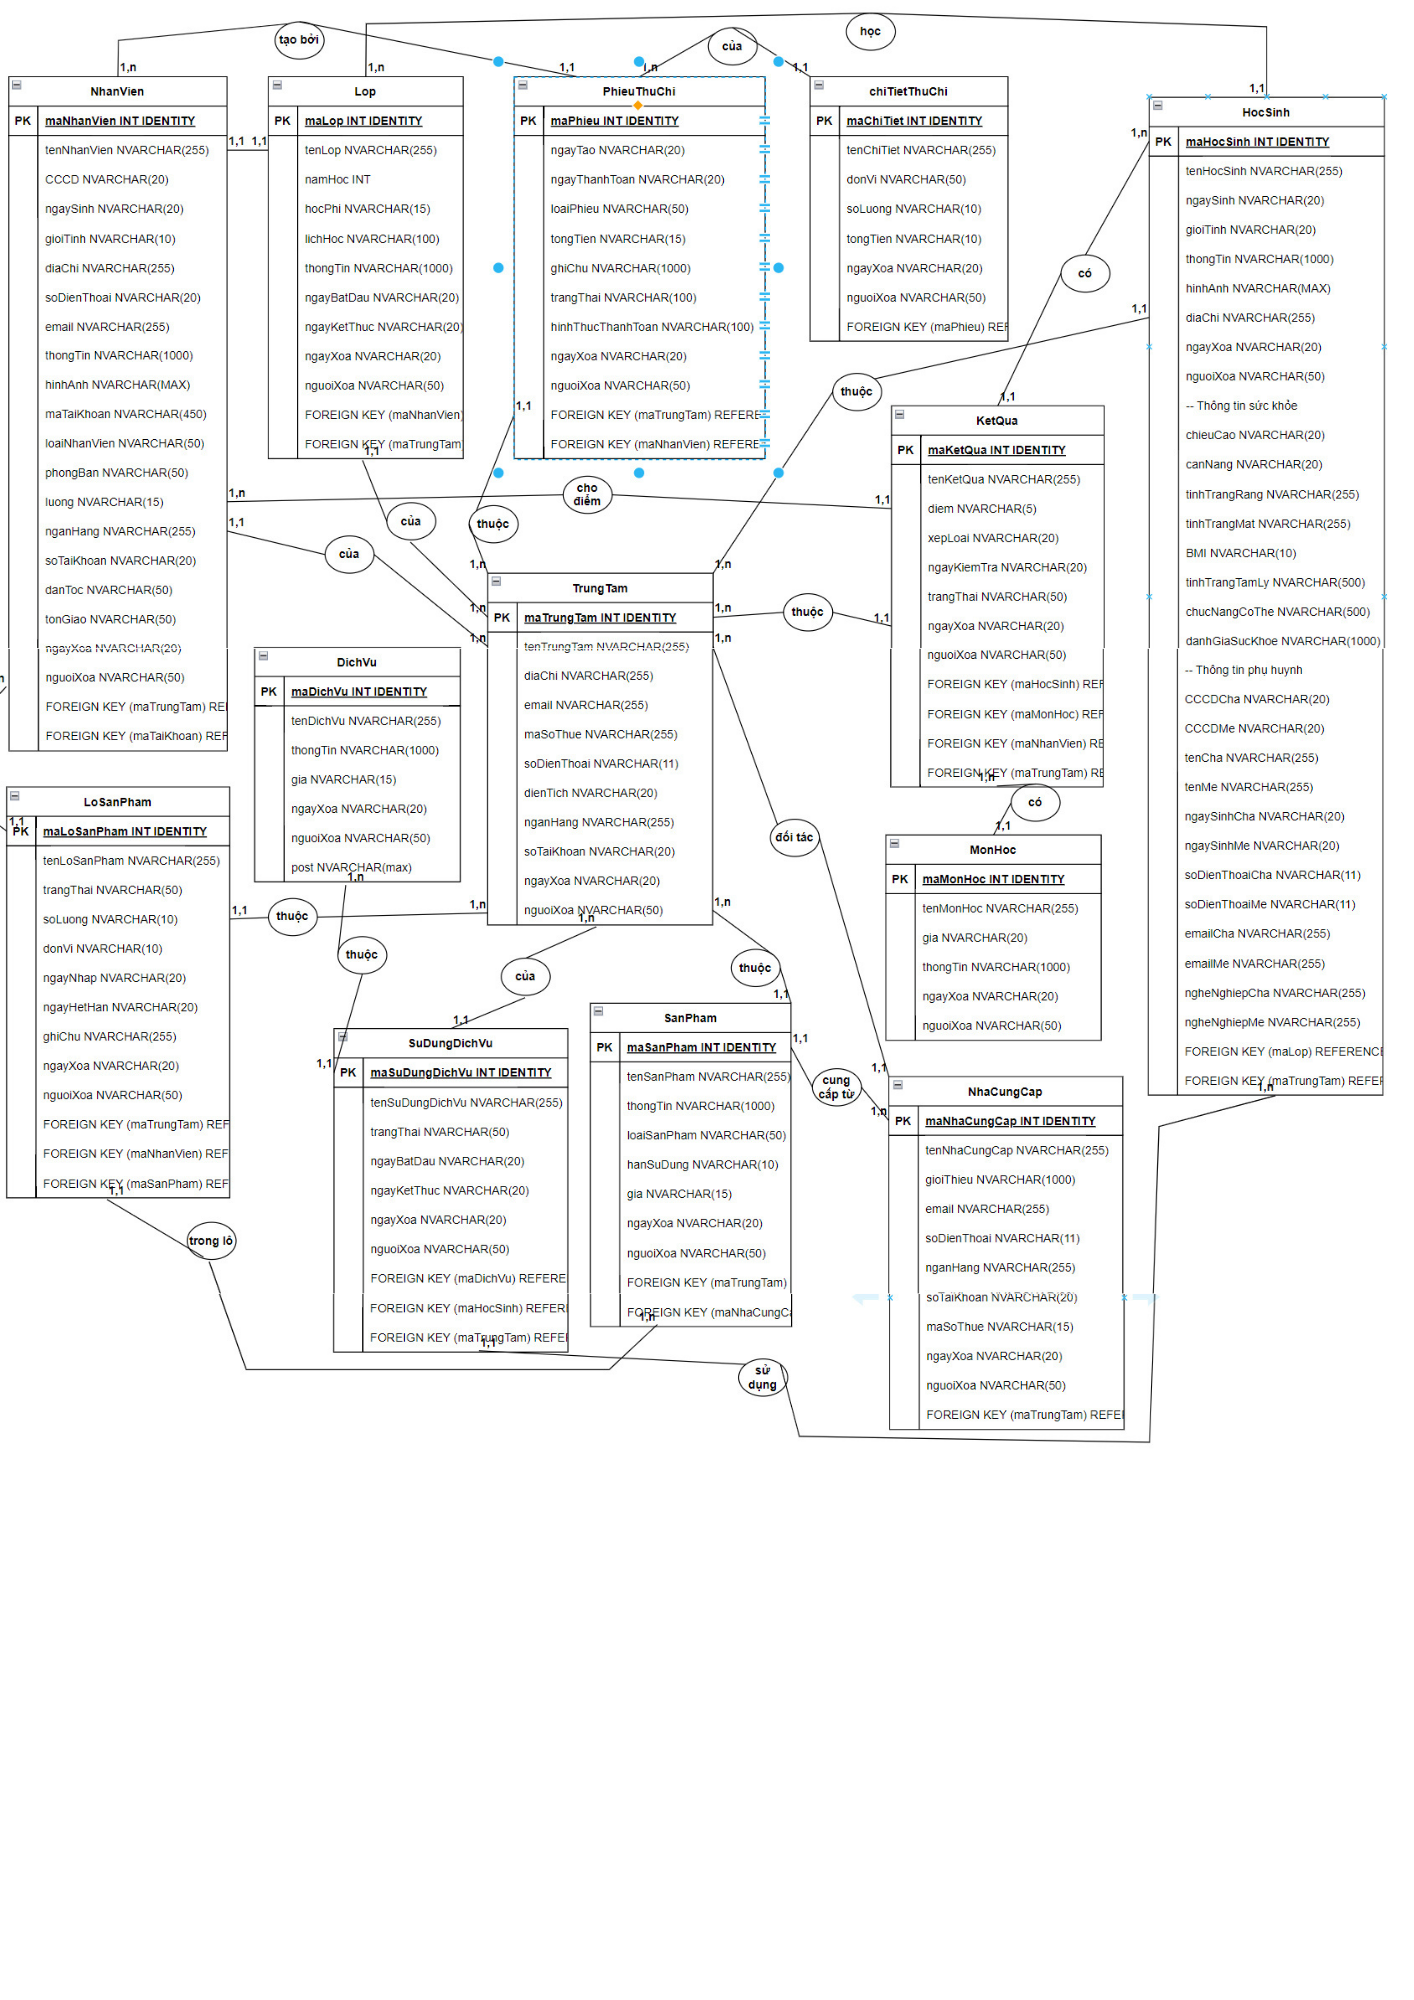 tạo bởi
học
của
1,n
1,n
1,1
1,n
1,1
1,1
NhanVien
PK
maNhanVien INT IDENTITY
tenNhanVien NVARCHAR(255)
CCCD NVARCHAR(20)
ngaySinh NVARCHAR(20)
gioiTinh NVARCHAR(10)
diaChi NVARCHAR(255)
soDienThoai NVARCHAR(20)
email NVARCHAR(255)
thongTin NVARCHAR(1000)
hinhAnh NVARCHAR(MAX)
maTaiKhoan NVARCHAR(450)
loaiNhanVien NVARCHAR(50)
phongBan NVARCHAR(50)
luong NVARCHAR(15)
nganHang NVARCHAR(255)
soTaiKhoan NVARCHAR(20)
danToc NVARCHAR(50)
tonGiao NVARCHAR(50)
ngayXoa NVARCHAR(20)
nguoiXoa NVARCHAR(50)
FOREIGN KEY (maTrungTam) REI
FOREIGN KEY (maTaiKhoan) REF
n
1,1 1,1
1,n
1,1
Lop
PK
maLop INT IDENTITY
tenLop NVARCHAR(255)
namHoc INT
hocPhi NVARCHAR(15)
lichHoc NVARCHAR(100)
thongTin NVARCHAR(1000)
ngayBatDau NVARCHAR(20)
ngayKetThuc NVARCHAR(20)
ngayXoa NVARCHAR(20)
nguoiXoa NVARCHAR(50)
FOREIGN KEY (maNhanVien)
FOREIGN KEY (maTrungTam
1,1
PhieuThuChi
PK
maPhieu INT IDENTITY
ngayTao NVARCHAR(20)
ngayThanhToan NVARCHAR(20)
loaiPhieu NVARCHAR(50)
tongTien NVARCHAR(15)
ghiChu NVARCHAR(1000)
trangThai NVARCHAR(100)
hinhThucThanhToan NVARCHAR(100)
ngayXoa NVARCHAR(20)
nguoiXoa NVARCHAR(50)
FOREIGN KEY (maTrungTam) REFERE
FOREIGN KEY (maNhanVien) REFERE
1,1
chiTietThuChi
PK
maChiTiet INT IDENTITY
tenChiTiet NVARCHAR(255)
donVi NVARCHAR(50)
soLuong NVARCHAR(10)
tongTien NVARCHAR(10)
ngayXoa NVARCHAR(20)
nguoiXoa NVARCHAR(50)
FOREIGN KEY (maPhieu) REF
HocSinh
1,n
PK
maHocSinh INT IDENTITY
tenHocSinh NVARCHAR(255)
ngaySinh NVARCHAR(20)
gioiTinh NVARCHAR(20)
thongTin NVARCHAR(1000)
hinhAnh NVARCHAR(MAX)
diaChi NVARCHAR(255)
ngayXoa NVARCHAR(20)
nguoiXoa NVARCHAR(50)
-- Thông tin sức khỏe
chieuCao NVARCHAR(20)
canNang NVARCHAR(20)
tinhTrangRang NVARCHAR(255)
tinhTrangMat NVARCHAR(255)
BMI NVARCHAR(10)
tinhTrangTamLy NVARCHAR(500)
chucNangCoThe NVARCHAR(500)
danhGiaSucKhoe NVARCHAR(1000)
-- Thông tin phụ huynh
CCCDCha NVARCHAR(20)
CCCDMe NVARCHAR(20)
tenCha NVARCHAR(255)
tenMe NVARCHAR(255)
ngaySinhCha NVARCHAR(20)
ngaySinhMe NVARCHAR(20)
soDienThoaiCha NVARCHAR(11)
soDienThoaiMe NVARCHAR(11)
emailCha NVARCHAR(255)
emailMe NVARCHAR(255)
ngheNghiepCha NVARCHAR(255)
ngheNghiepMe NVARCHAR(255)
FOREIGN KEY (maLop) REFERENCE
FOREIGN KEY (maTrungTam) REFEF
1,n
có
1,1
thuộc
1,1
cho
điểm
1,1
của
thuộc
của
1,n
1,n
1,n
1,n
1,n
1,n
thuộc
1,1
KetQua
PK
maKetQua INT IDENTITY
tenKetQua NVARCHAR(255)
diem NVARCHAR(5)
xepLoai NVARCHAR(20)
ngayKiemTra NVARCHAR(20)
trangThai NVARCHAR(50)
ngayXoa NVARCHAR(20)
nguoiXoa NVARCHAR(50)
FOREIGN KEY (maHocSinh) REF
FOREIGN KEY (maMonHoc) REF
FOREIGN KEY (maNhanVien) RE
FOREIGN KEY (maTrungTam) RE
1,n
có
1,1
TrungTam
PK
maTrungTam INT IDENTITY
tenTrungTam NVARCHAR(255)
diaChi NVARCHAR(255)
email NVARCHAR(255)
maSoThue NVARCHAR(255)
soDienThoai NVARCHAR(11)
dienTich NVARCHAR(20)
nganHang NVARCHAR(255)
soTaiKhoan NVARCHAR(20)
ngayXoa NVARCHAR(20)
nguoiXoa NVARCHAR(50)
1,n
1,n
1,n
DichVu
PK
maDichVu INT IDENTITY
tenDichVu NVARCHAR(255)
thongTin NVARCHAR(1000)
gia NVARCHAR(15)
ngayXoa NVARCHAR(20)
nguoiXoa NVARCHAR(50)
post NVARCHAR(max)
1,n
LoSanPham
1,1
PK
maLoSanPham INT IDENTITY
tenLoSanPham NVARCHAR(255)
trangThai NVARCHAR(50)
soLuong NVARCHAR(10)
donVi NVARCHAR(10)
ngayNhap NVARCHAR(20)
ngayHetHan NVARCHAR(20)
ghiChu NVARCHAR(255)
ngayXoa NVARCHAR(20)
nguoiXoa NVARCHAR(50)
FOREIGN KEY (maTrungTam) REF
FOREIGN KEY (maNhanVien) REF
FOREIGN KEY (maSanPham) REF
1,1
1,1
thuộc
thuộc
của
thuộc
đối tác
MonHoc
PK
maMonHoc INT IDENTITY
tenMonHoc NVARCHAR(255)
gia NVARCHAR(20)
thongTin NVARCHAR(1000)
ngayXoa NVARCHAR(20)
nguoiXoa NVARCHAR(50)
1,1
1,1
SuDungDichVu
PK
maSuDungDichVu INT IDENTITY
tenSuDungDichVu NVARCHAR(255)
trangThai NVARCHAR(50)
ngayBatDau NVARCHAR(20)
ngayKetThuc NVARCHAR(20)
ngayXoa NVARCHAR(20)
nguoiXoa NVARCHAR(50)
FOREIGN KEY (maDichVu) REFERE
FOREIGN KEY (maHocSinh) REFERI
FOREIGN KEY (maTrungTam) REFEI
1,1
1,1
SanPham
PK
maSanPham INT IDENTITY
tenSanPham NVARCHAR(255)
thongTin NVARCHAR(1000)
loaiSanPham NVARCHAR(50)
hanSuDung NVARCHAR(10)
gia NVARCHAR(15)
ngayXoa NVARCHAR(20)
nguoiXoa NVARCHAR(50)
FOREIGN KEY (maTrungTam)
FOREIGN KEY (maNhaCungCa
1,n
1,1
cung
cấp từ
1,1
1,n
NhaCungCap
PK
maNhaCungCap INT IDENTITY
tenNhaCungCap NVARCHAR(255)
gioiThieu NVARCHAR(1000)
email NVARCHAR(255)
soDienThoai NVARCHAR(11)
nganHang NVARCHAR(255)
soTaiKhoan NVARCHAR(20)
maSoThue NVARCHAR(15)
ngayXoa NVARCHAR(20)
nguoiXoa NVARCHAR(50)
FOREIGN KEY (maTrungTam) REFEI
trong lô
sử
dụng